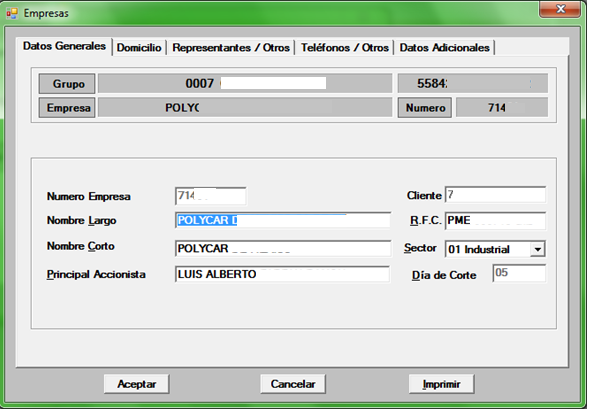 Empresas
Datos Generales Domicilio Representantes / Otros Teléfonos / Otros Datos Adicionales
Grupo 0007 5584
Empresa POLYC Numero 714
Numero Empresa 714 Cliente 7
Nombre Largo POLYCAR D R.F.C. PME
Nombre Corto POLYCAR Sector 01 Industrial
Principal Accionista LUIS ALBERTO Día de Corte 05
Aceptar Cancelar Imprimir